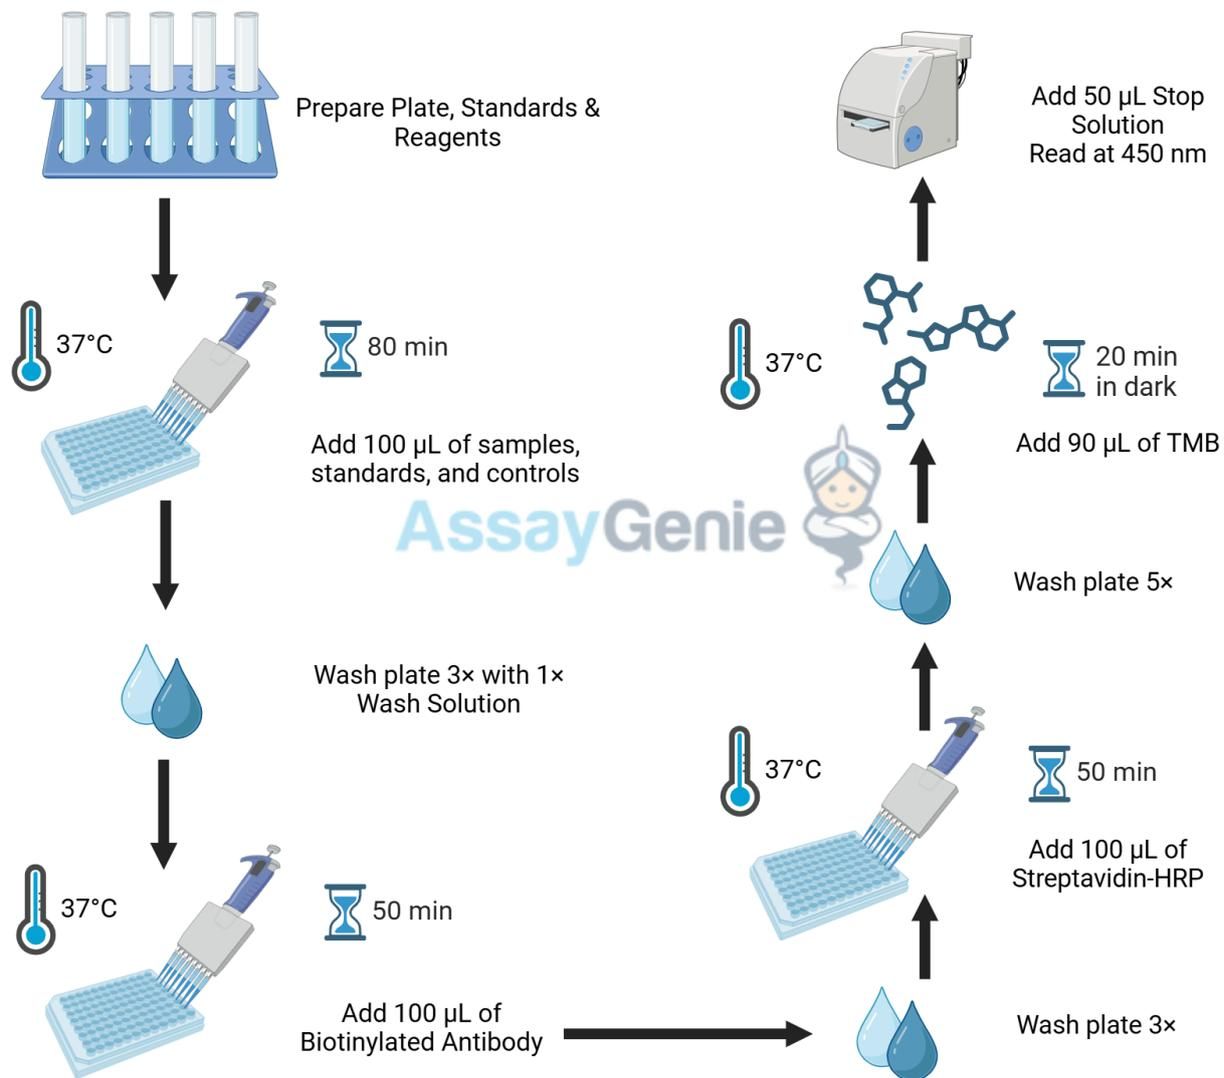 Prepare Plate, Standards &
Reagents
37°C
80 min
Add 100 µL of samples,
standards, and controls
Wash plate 3× with 1×
Wash Solution
37°C
50 min
Add 100 µL of
Biotinylated Antibody
Wash plate 3×
37°C
50 min
Add 100 µL of
Streptavidin-HRP
Wash plate 5×
37°C
20 min
in dark
Add 90 µL of TMB
Add 50 µL Stop
Solution
Read at 450 nm
AssayGenie